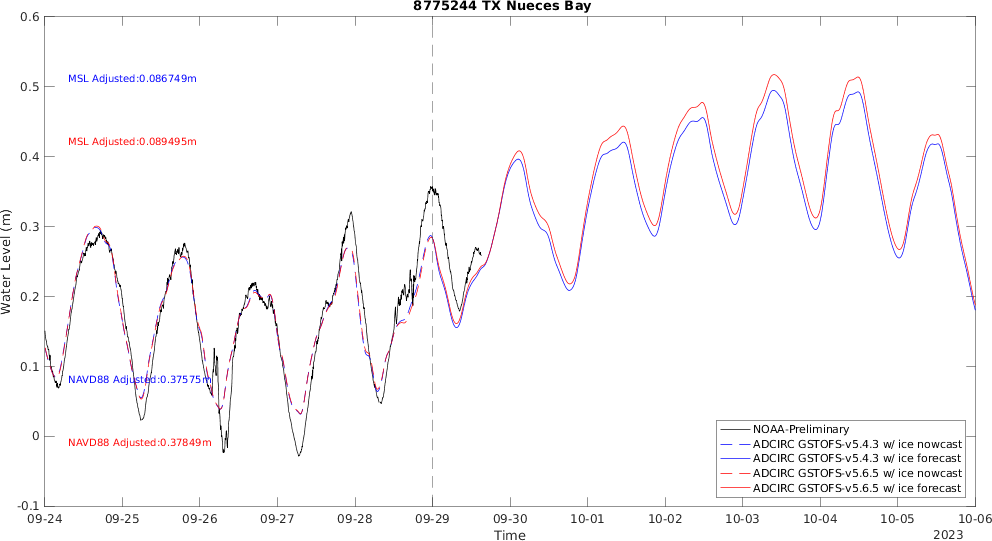 8775244 TX Nueces Bay
0.6
0.5
0.4
0.3
0.2
0.1
0
-0.1
Water Level (m)
MSL Adjusted:0.086749m
MSL Adjusted:0.089495m
NAVD88 Adjusted:0.37575m
NAVD88 Adjusted:0.37849m
NOAA-Preliminary
ADCIRC GSTOFS-v5.4.3 w/ ice nowcast
ADCIRC GSTOFS-v5.4.3 w/ ice forecast
ADCIRC GSTOFS-v5.6.5 w/ ice nowcast
ADCIRC GSTOFS-v5.6.5 w/ ice forecast
09-24 09-25 09-26 09-27 09-28 09-29 09-30 10-01 10-02 10-03 10-04 10-05 10-06
Time
2023